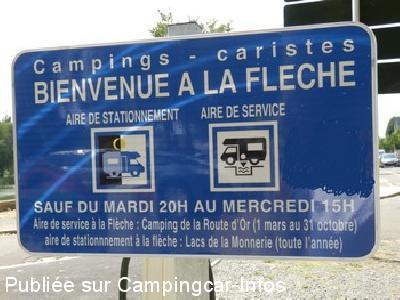 Campings - caristes
BIENVENUE A LA FLECHE
AIRE DE STATIONNEMENT AIRE DE SERVICE
SAUF DU MARDI 20H AU MERCREDI 15H
Aire de service à la Flèche : Camping de la Route d'Or (1 mars au 31 octobre)
aire de stationnnement à la flèche : Lacs de la Monnerie (toute l'année)
Publiée sur Campingcar-Infos